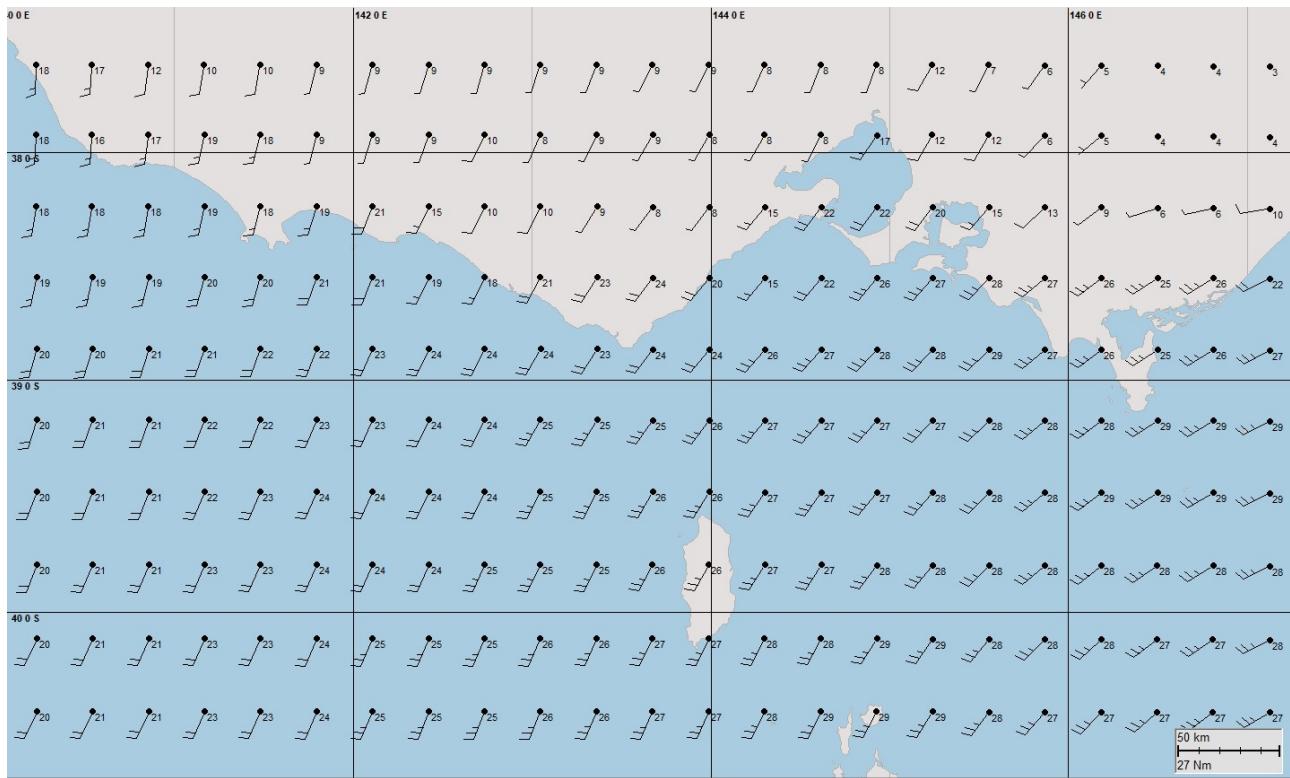 0 0 E 142 0 E 144 0 E 146 0 E
18 17 12 10 10 9 9 9 9 9 9 9 9 8 8 8 12 7 6 5 4 4 3
18 16 17 19 18 9 9 9 10 8 9 9 8 8 8 17 12 12 6 5 4 4 4
38 0 S
18 18 18 19 18 19 21 15 10 10 9 8 8 15 22 22 20 15 13 9 6 6 10
19 19 19 20 20 21 21 19 18 21 23 24 20 15 22 26 27 28 27 26 25 26 22
20 20 21 21 22 22 23 24 24 24 23 24 24 26 27 28 28 29 27 26 25 26 27
39 0 S
20 21 21 22 22 23 23 24 24 25 25 25 26 27 27 27 27 28 28 28 29 29 29
20 21 21 22 23 24 24 24 25 25 26 26 27 27 28 28 28 28 29 29 29 29
20 21 21 23 23 24 24 24 25 25 26 26 27 27 28 28 28 28 28 28 28 28
40 0 S
20 21 21 23 23 24 25 25 25 26 26 27 27 28 28 29 29 28 28 28 27 27 28
20 21 21 23 23 24 25 25 25 26 26 27 27 28 29 29 29 28 28 27 27 27 27
50 km
27 Nm